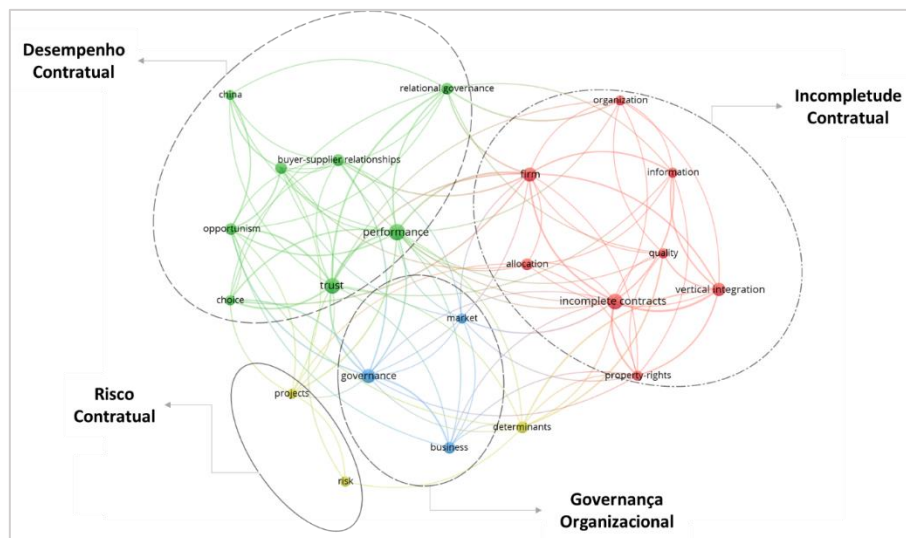 Desempenho
Contratual
china
relational governance
organization
Incompletude
Contratual
buyer-supplier relationships
firm
information
opportunism
performance
quality
allocation
trust
vertical integration
choice
incomplete contracts
market
governance
property rights
Risco
Contratual
projects
determinants
business
risk
Governança
Organizacional